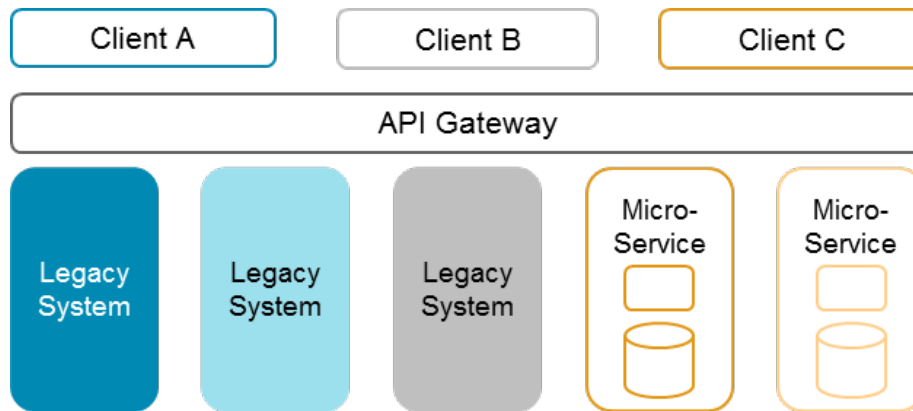 Client A
Client B
Client C
API Gateway
Legacy
System
Legacy
System
Legacy
System
Micro-
Service
Micro-
Service